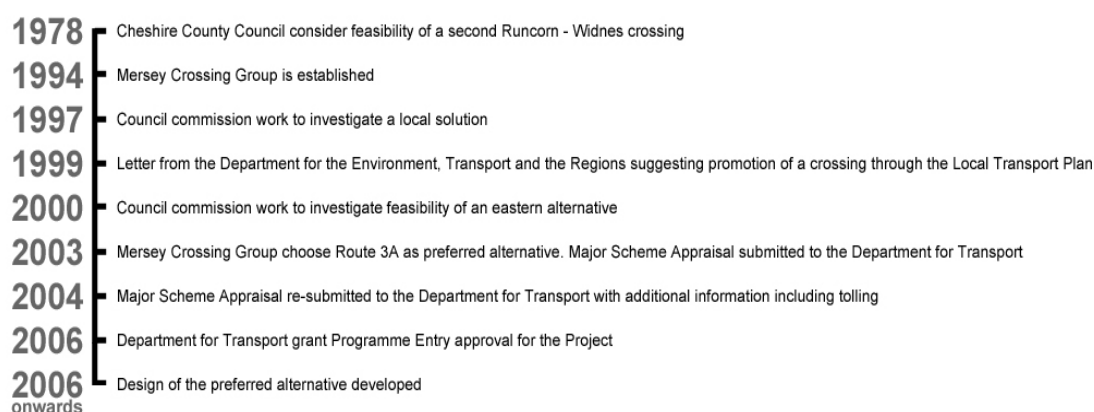 1978 Cheshire County Council consider feasibility of a second Runcorn - Widnes crossing
1994 Mersey Crossing Group is established
1997 Council commission work to investigate a local solution
1999 Letter from the Department for the Environment, Transport and the Regions suggesting promotion of a crossing through the Local Transport Plan
2000 Council commission work to investigate feasibility of an eastern alternative
2003 Mersey Crossing Group choose Route 3A as preferred alternative. Major Scheme Appraisal submitted to the Department for Transport
2004 Major Scheme Appraisal re-submitted to the Department for Transport with additional information including tolling
2006 Department for Transport grant Programme Entry approval for the Project
2006 Design of the preferred alternative developed
onwards